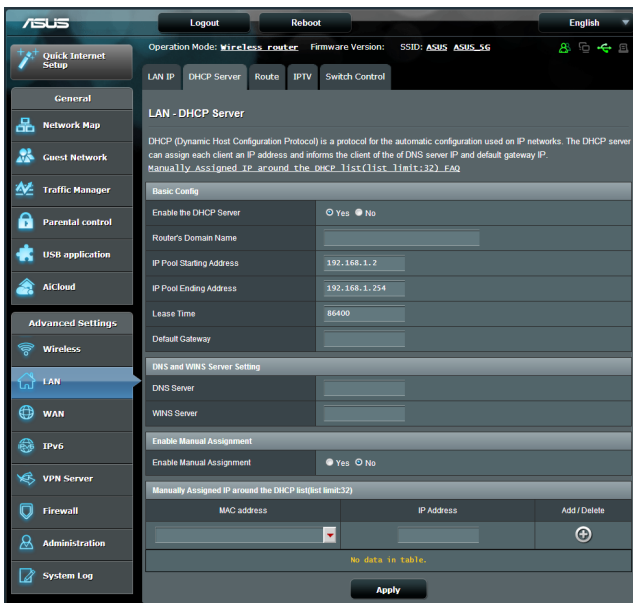 ASUS
Logout
Reboot
English
Quick Internet Setup
Operation Mode: Wireless router Firmware Version: SSID: ASUS ASUS_5G
LAN IP
DHCP Server
Route
IPTV
Switch Control
General
Network Map
Guest Network
Traffic Manager
Parental control
USB application
AiCloud
Advanced Settings
Wireless
LAN
WAN
IPv6
VPN Server
Firewall
Administration
System Log
LAN - DHCP Server
DHCP (Dynamic Host Configuration Protocol) is a protocol for the automatic configuration used on IP networks. The DHCP server
can assign each client an IP address and informs the client of the of DNS server IP and default gateway IP.
Manually Assigned IP around the DHCP list(list limit:32) FAQ
Basic Config
Enable the DHCP Server Yes No
Router's Domain Name
IP Pool Starting Address 192.168.1.2
IP Pool Ending Address 192.168.1.254
Lease Time 86400
Default Gateway
DNS and WINS Server Setting
DNS Server
WINS Server
Enable Manual Assignment
Enable Manual Assignment Yes No
Manually Assigned IP around the DHCP list(list limit:32)
MAC address IP Address Add / Delete
No data in table.
Apply